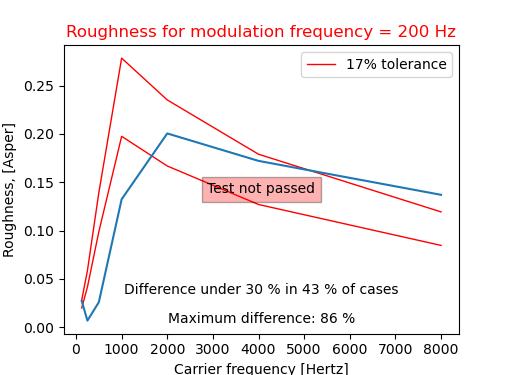 Roughness for modulation frequency = 200 Hz
17% tolerance
Roughness, [Asper]
0.25
0.20
0.15
0.10
0.05
0.00
Test not passed
Difference under 30 % in 43 % of cases
Maximum difference: 86 %
0 1000 2000 3000 4000 5000 6000 7000 8000
Carrier frequency [Hertz]